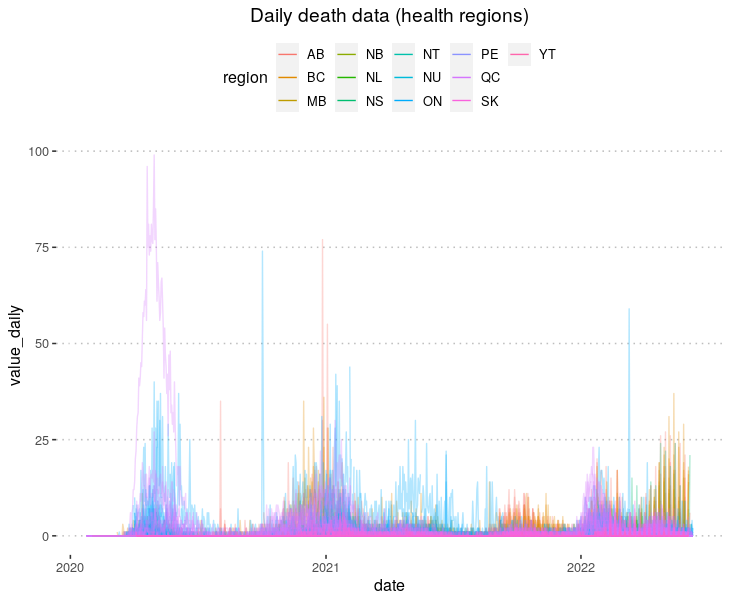 Daily death data (health regions)
AB NB NT PE YT
region BC NL NU QC
MB NS ON SK
100
75
50
25
0
value_daily
2020 2021 2022
date